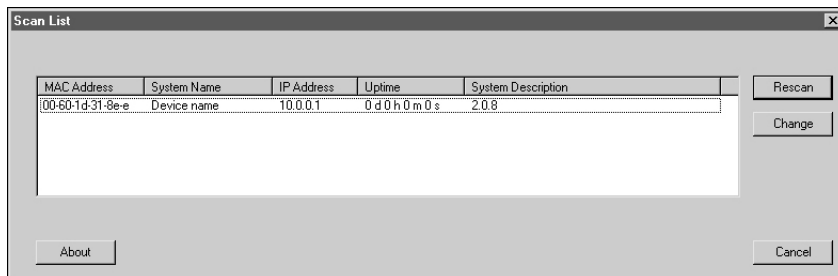 Scan List
MAC Address System Name IP Address Uptime System Description
00-60-1d-31-8e-e Device name 10.0.0.1 0 d 0 h 0 m 0 s 2.0.8
Rescan
Change
About
Cancel